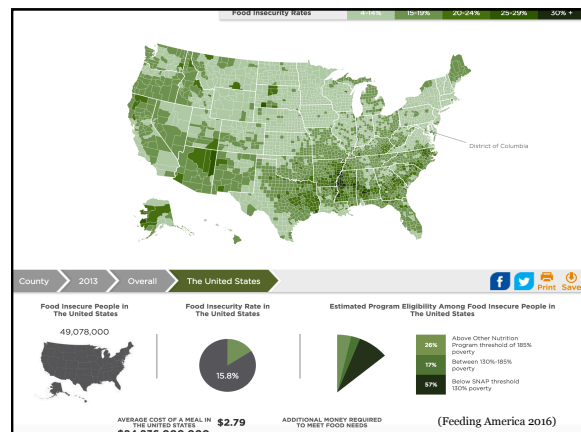 Food Insecurity Rates 4-14% 15-19% 20-24% 25-29% 30% +
District of Columbia
County 2013 Overall The United States
Print Save
Food Insecure People in
The United States
49,078,000
Food Insecurity Rate in
The United States
15.8%
Estimated Program Eligibility Among Food Insecure People in
The United States
26% Above Other Nutrition
Program threshold of 185%
poverty
17% Between 130%-185%
poverty
57% Below SNAP threshold
130% poverty
AVERAGE COST OF A MEAL IN
THE UNITED STATES
$2.79
ADDITIONAL MONEY REQUIRED
TO MEET FOOD NEEDS
(Feeding America 2016)